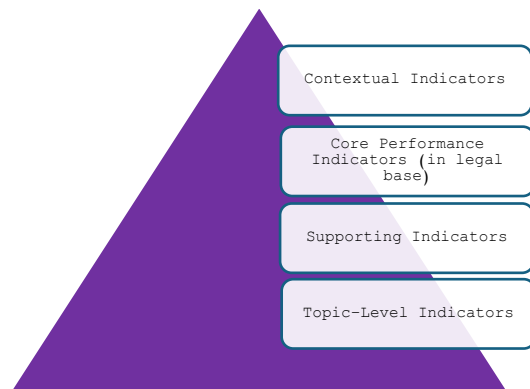 Contextual Indicators
Core Performance
Indicators (in legal
base)
Supporting Indicators
Topic-Level Indicators